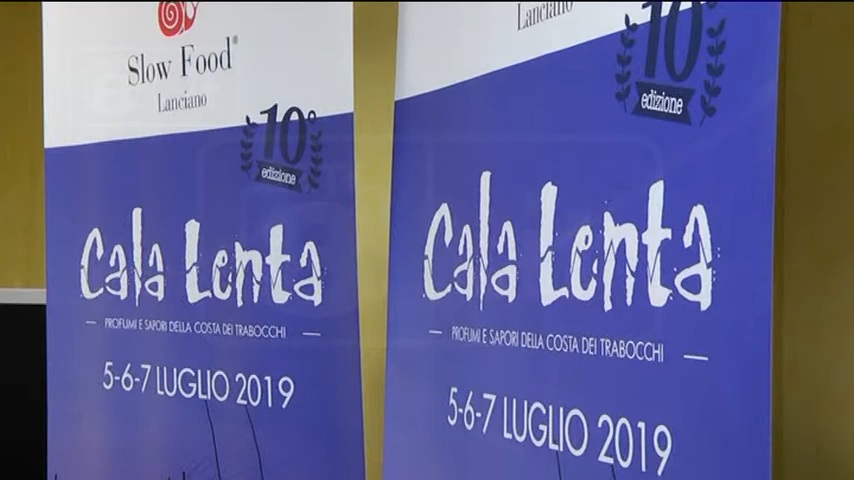 Slow Food®
Lanciano
10°
edizione
Cala Lenta
PROFUMI E SAPORI DELLA COSTA DEI TRABOCCHI
5-6-7 LUGLIO 2019
Lanciano
10°
edizione
Cala Lenta
PROFUMI E SAPORI DELLA COSTA DEI TRABOCCHI
5-6-7 LUGLIO 2019